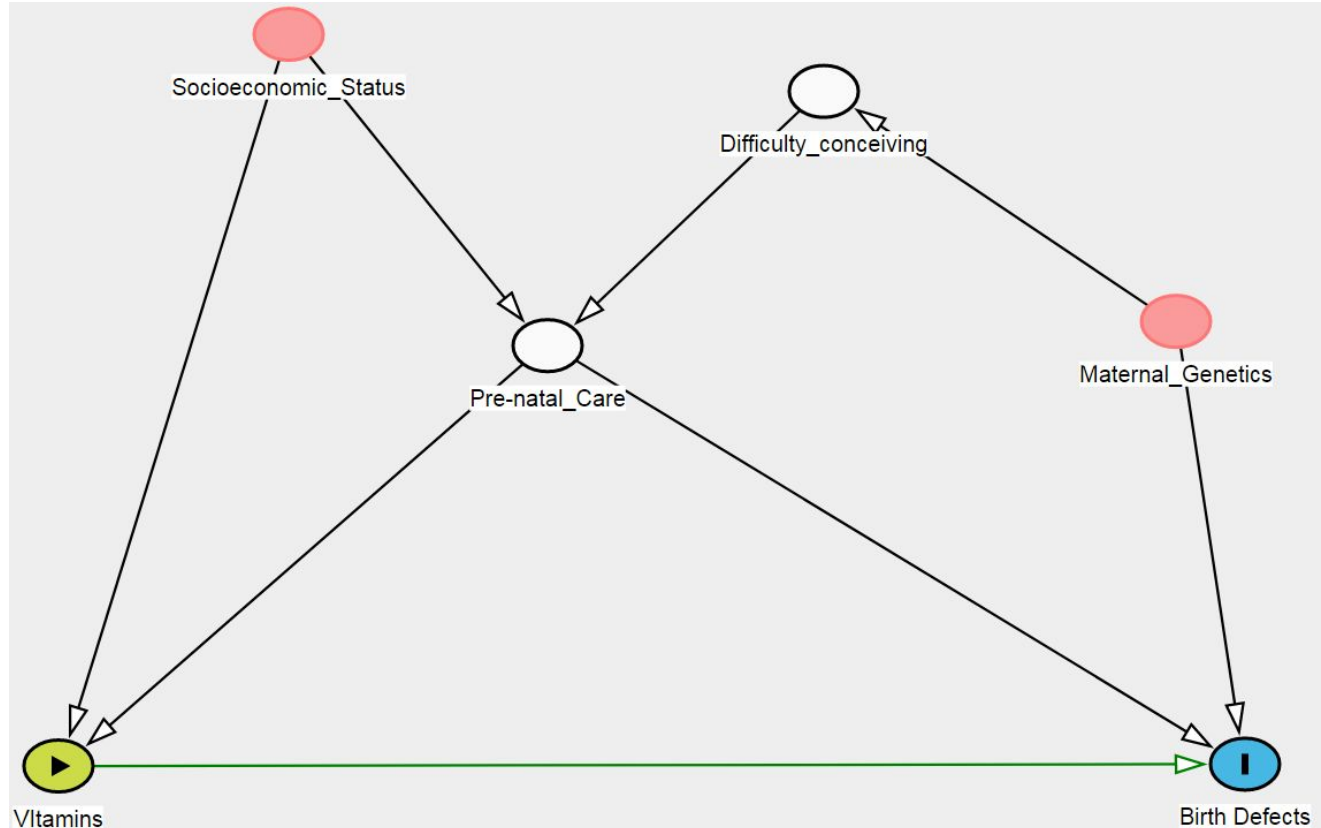 Socioeconomic_Status
Difficulty_conceiving
Maternal_Genetics
Pre-natal_Care
VItamins
Birth Defects